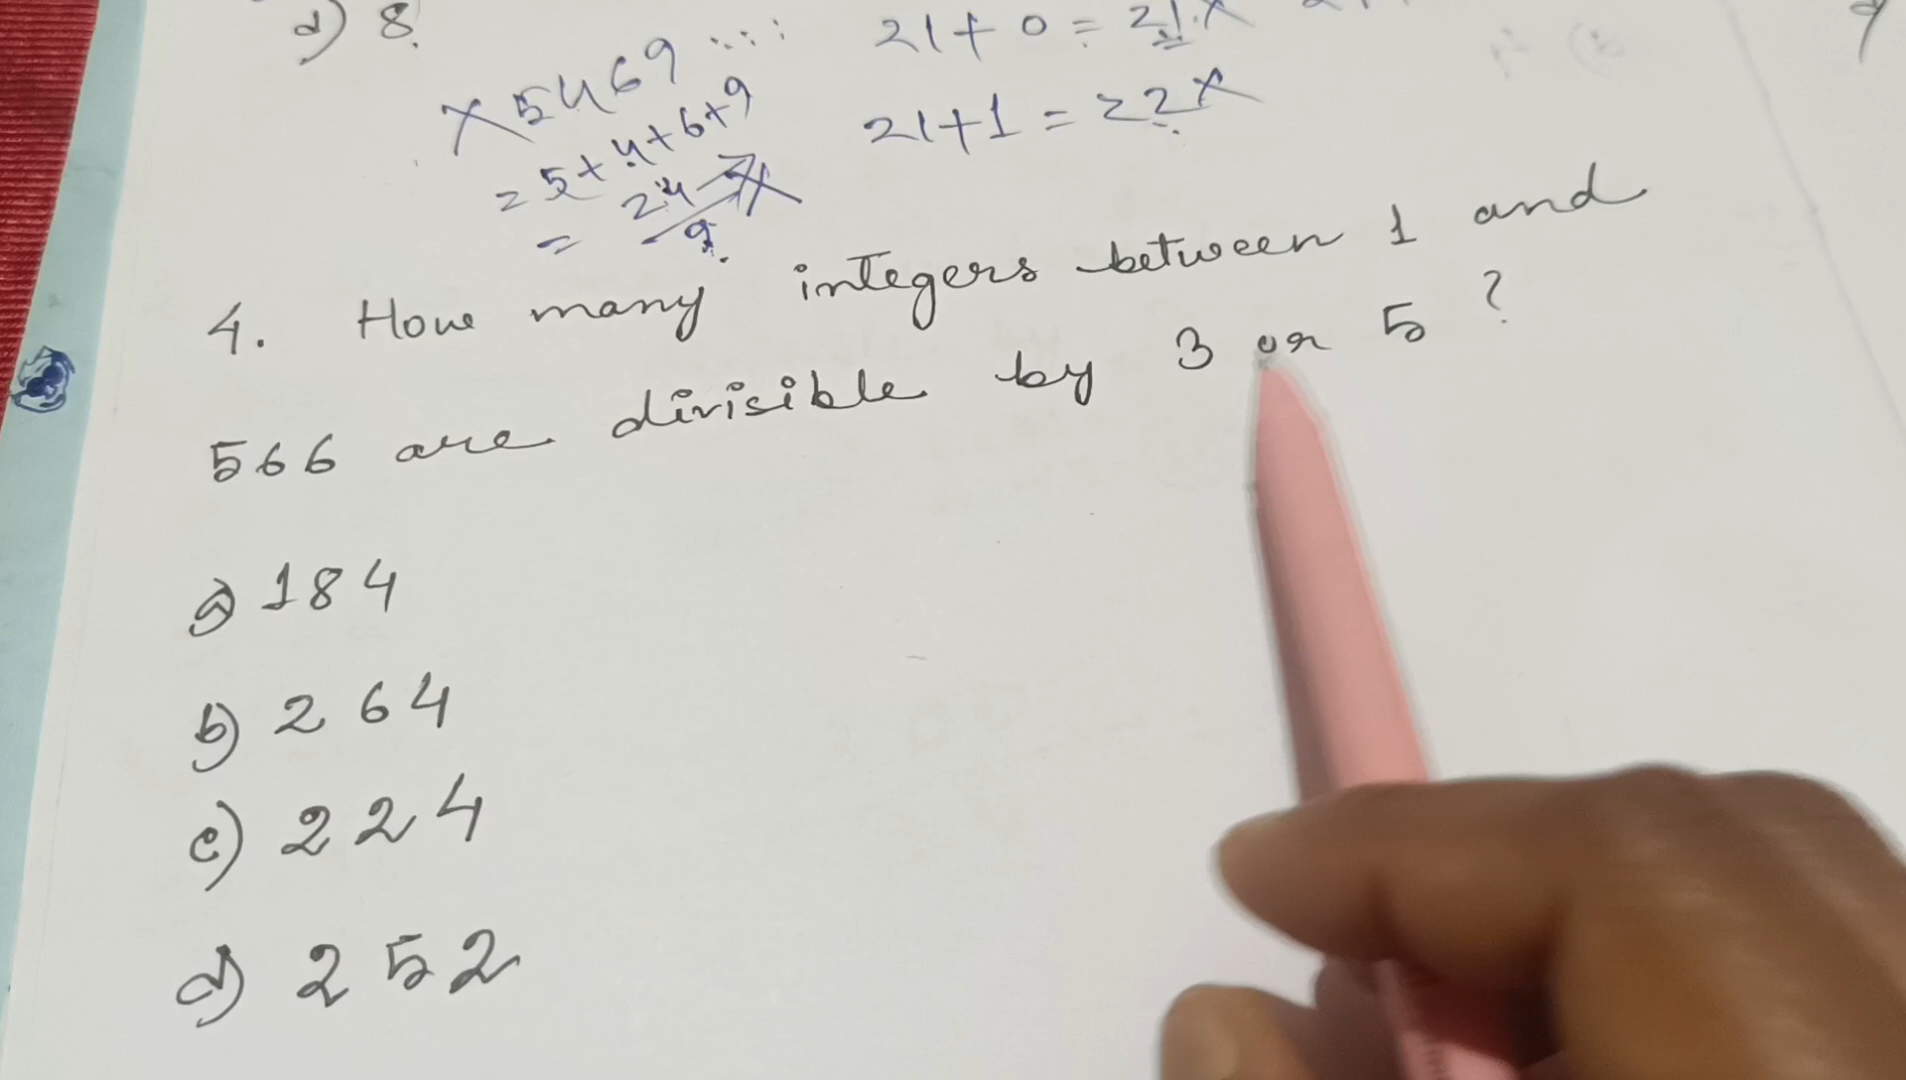 d) 8.
× 5469
= 5+4+6+9
= 24
9
21+0 = 21.×
21+1 = 22×
4. How many integers between 1 and
566 are divisible by 3 or 5 ?
a) 184
b) 264
c) 224
d) 252